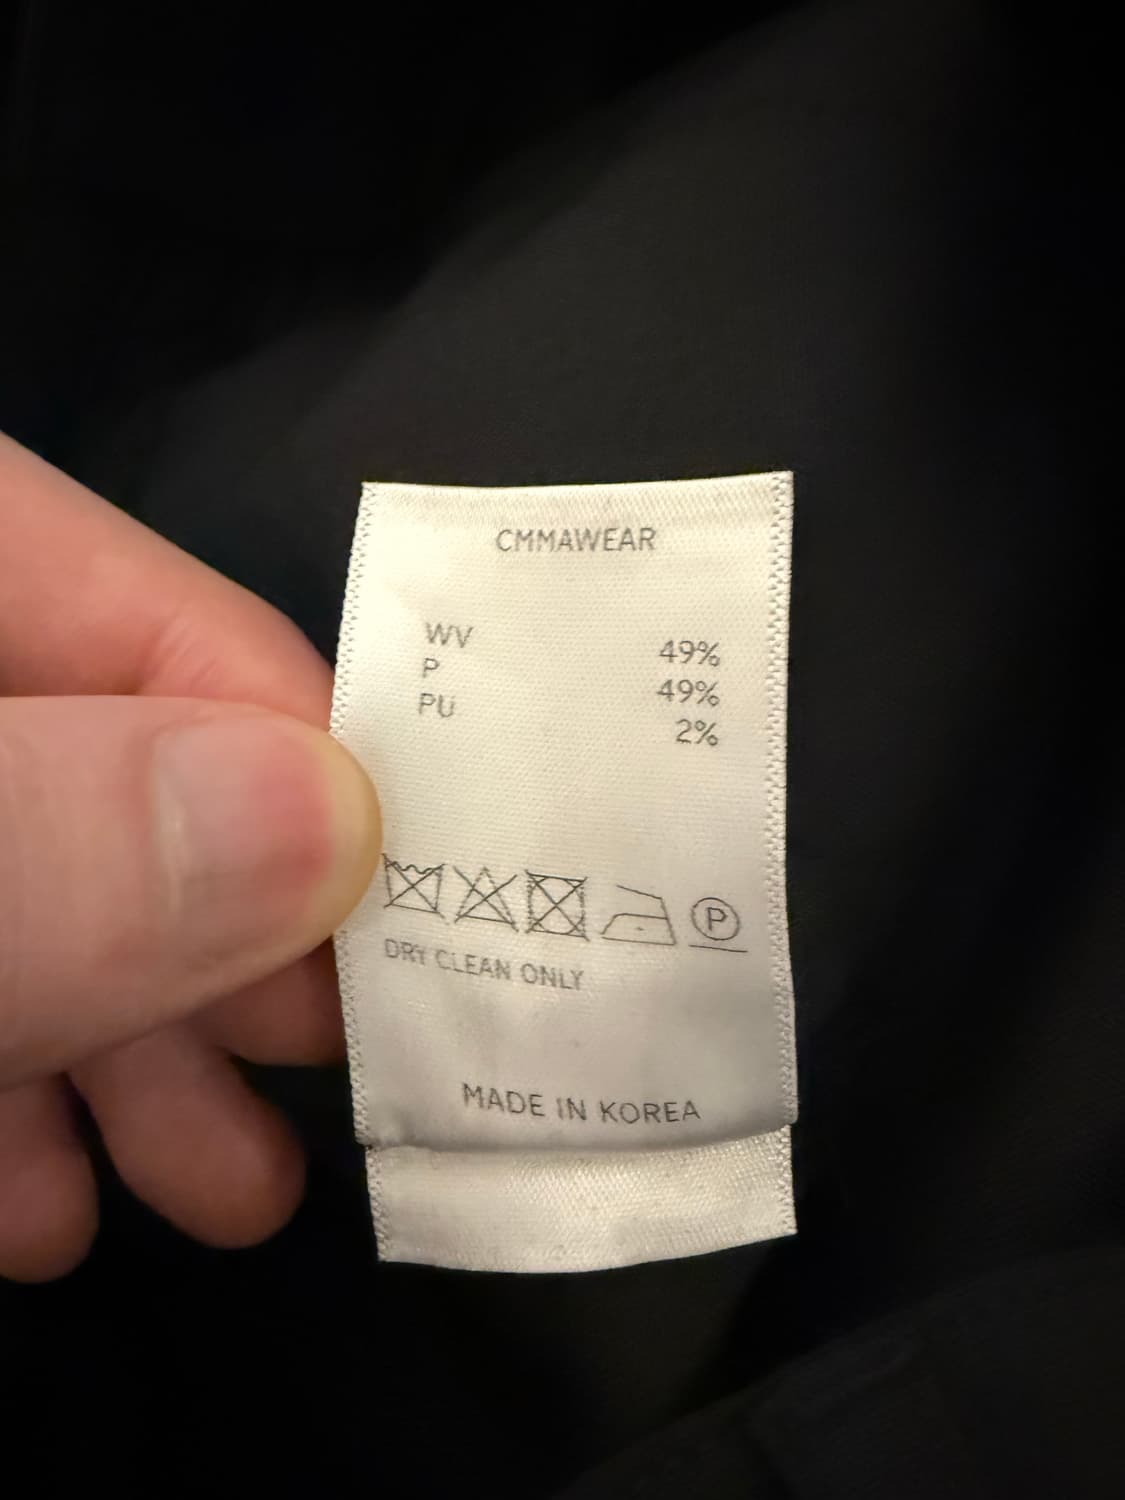 CMMAWEAR
WV 49%
P 49%
PU 2%
P
DRY CLEAN ONLY
MADE IN KOREA